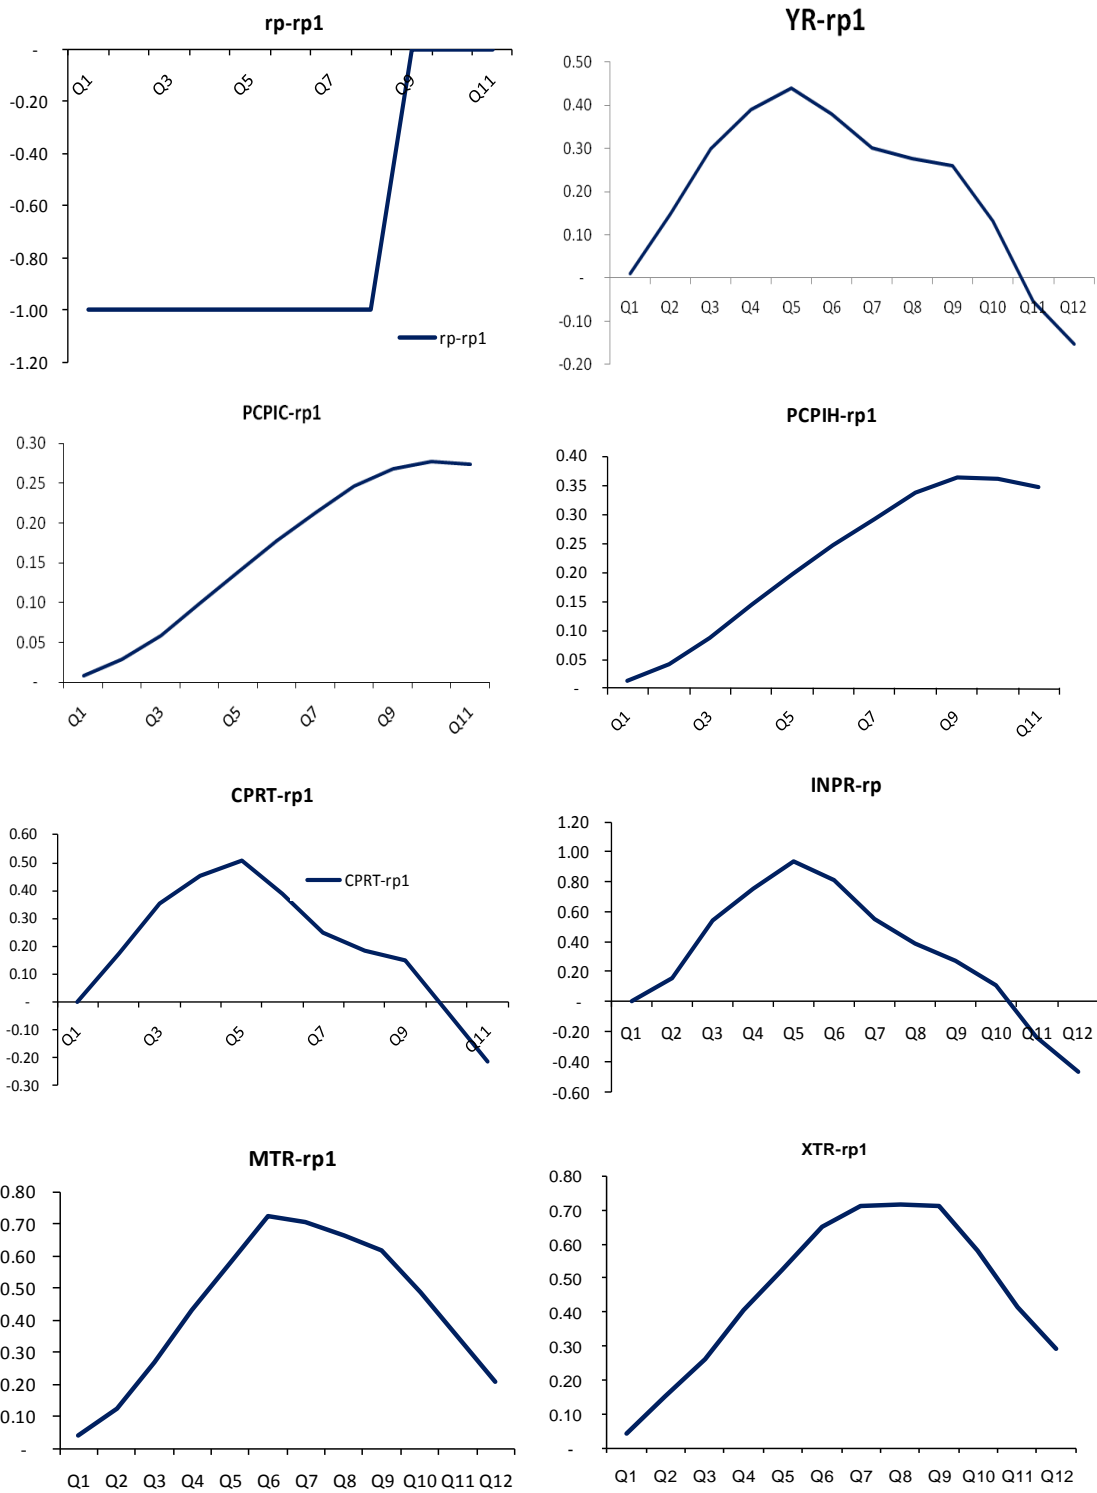 rp-rp1
-
-0.20
-0.40
-0.60
-0.80
-1.00
-1.20
Q1
Q3
Q5
Q7
Q9
Q11
rp-rp1
YR-rp1
0.50
0.40
0.30
0.20
0.10
-
-0.10
-0.20
Q1 Q2 Q3 Q4 Q5 Q6 Q7 Q8 Q9 Q10 Q11 Q12
PCPIC-rp1
0.30
0.25
0.20
0.15
0.10
0.05
-
Q1
Q3
Q5
Q7
Q9
Q11
PCPIH-rp1
0.40
0.35
0.30
0.25
0.20
0.15
0.10
0.05
-
Q1
Q3
Q5
Q7
Q9
Q11
CPRT-rp1
0.60
0.50
0.40
0.30
0.20
0.10
-
-0.10
-0.20
-0.30
Q1
Q3
Q5
Q7
Q9
Q11
CPRT-rp1
INPR-rp
1.20
1.00
0.80
0.60
0.40
0.20
-
-0.20
-0.40
-0.60
Q1 Q2 Q3 Q4 Q5 Q6 Q7 Q8 Q9 Q10 Q11 Q12
MTR-rp1
0.80
0.70
0.60
0.50
0.40
0.30
0.20
0.10
-
Q1 Q2 Q3 Q4 Q5 Q6 Q7 Q8 Q9 Q10 Q11 Q12
XTR-rp1
0.80
0.70
0.60
0.50
0.40
0.30
0.20
0.10
-
Q1 Q2 Q3 Q4 Q5 Q6 Q7 Q8 Q9 Q10 Q11 Q12